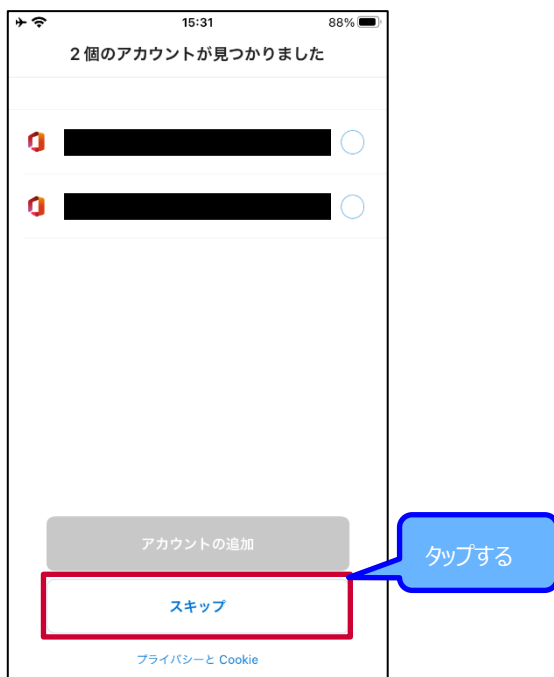 15:31
88%
2個のアカウントが見つかりました
アカウントの追加
タップする
スキップ
プライバシーと Cookie